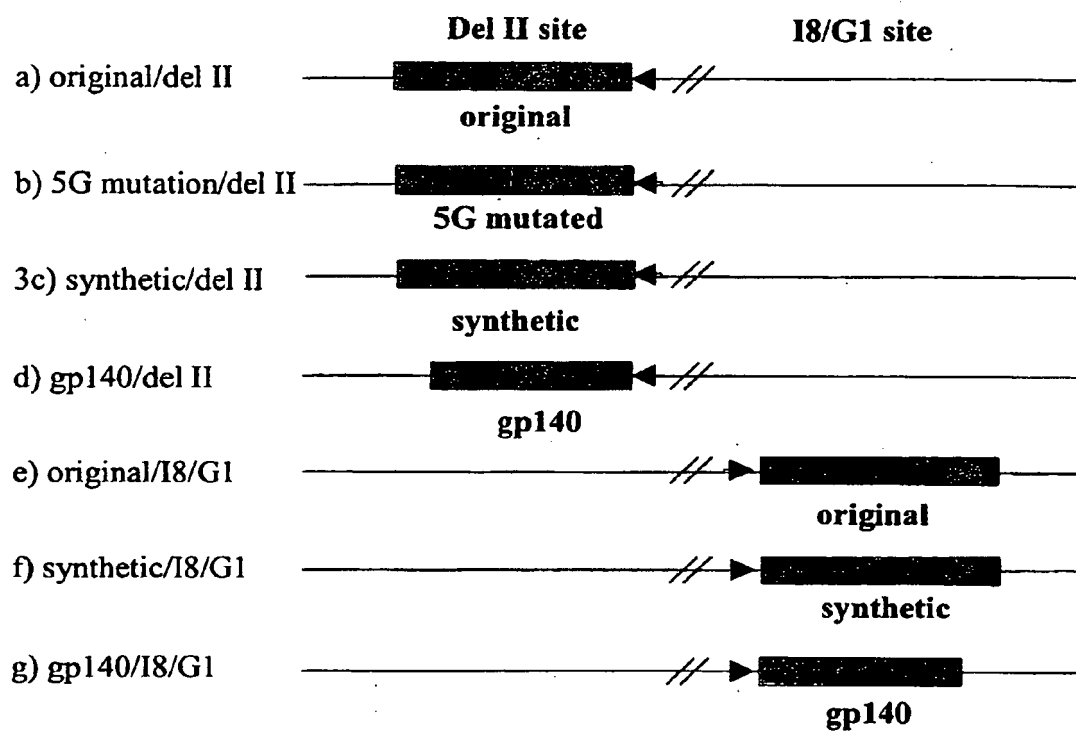 Del II site I8/G1 site
a) original/del II
original
b) 5G mutation/del II
5G mutated
3c) synthetic/del II
synthetic
d) gp140/del II
gp140
e) original/I8/G1
original
f) synthetic/I8/G1
synthetic
g) gp140/I8/G1
gp140